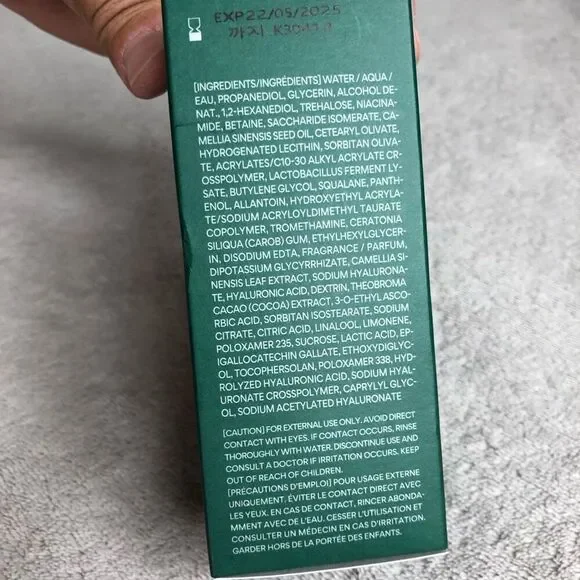 EXP 22/05/2025
까지
[INGREDIENTS/INGRÉDIENTS] WATER / AQUA /
EAU, PROPANEDIOL, GLYCERIN, ALCOHOL DE-
NAT., 1,2-HEXANEDIOL, TREHALOSE, NIACINA-
MIDE, BETAINE, SACCHARIDE ISOMERATE, CA-
MELLIA SINENSIS SEED OIL, CETEARYL OLIVATE,
HYDROGENATED LECITHIN, SORBITAN OLIVA-
TE, ACRYLATES/C10-30 ALKYL ACRYLATE CR-
OSSPOLYMER, LACTOBACILLUS FERMENT LY-
SATE, BUTYLENE GLYCOL, SQUALANE, PANTH-
ENOL, ALLANTOIN, HYDROXYETHYL ACRYLA-
TE/SODIUM ACRYLOYLDIMETHYL TAURATE
COPOLYMER, TROMETHAMINE, CERATONIA
SILIQUA (CAROB) GUM, ETHYLHEXYLGLYCER-
IN, DISODIUM EDTA, FRAGRANCE / PARFUM,
DIPOTASSIUM GLYCYRRHIZATE, CAMELLIA SI-
NENSIS LEAF EXTRACT, SODIUM HYALURONA-
TE, HYALURONIC ACID, DEXTRIN, THEOBROMA
CACAO (COCOA) EXTRACT, 3-O-ETHYL ASCO-
RBIC ACID, SORBITAN ISOSTEARATE, SODIUM
CITRATE, CITRIC ACID, LINALOOL, LIMONENE,
POLOXAMER 235, SUCROSE, LACTIC ACID, EP-
IGALLOCATECHIN GALLATE, ETHOXYDIGLYC-
OL, TOCOPHERSOLAN, POLOXAMER 338, HYD-
ROLYZED HYALURONIC ACID, SODIUM HYAL-
URONATE CROSSPOLYMER, CAPRYLYL GLYC-
OL, SODIUM ACETYLATED HYALURONATE
[CAUTION] FOR EXTERNAL USE ONLY. AVOID DIRECT
CONTACT WITH EYES. IF CONTACT OCCURS, RINSE
THOROUGHLY WITH WATER. DISCONTINUE USE AND
CONSULT A DOCTOR IF IRRITATION OCCURS. KEEP
OUT OF REACH OF CHILDREN.
[PRÉCAUTIONS D'EMPLOI] POUR USAGE EXTERNE
UNIQUEMENT. ÉVITER LE CONTACT DIRECT AVEC
LES YEUX. EN CAS DE CONTACT, RINCER ABONDA-
MMENT AVEC DE L'EAU. CESSER L'UTILISATION ET
CONSULTER UN MÉDECIN EN CAS D'IRRITATION.
GARDER HORS DE LA PORTÉE DES ENFANTS.